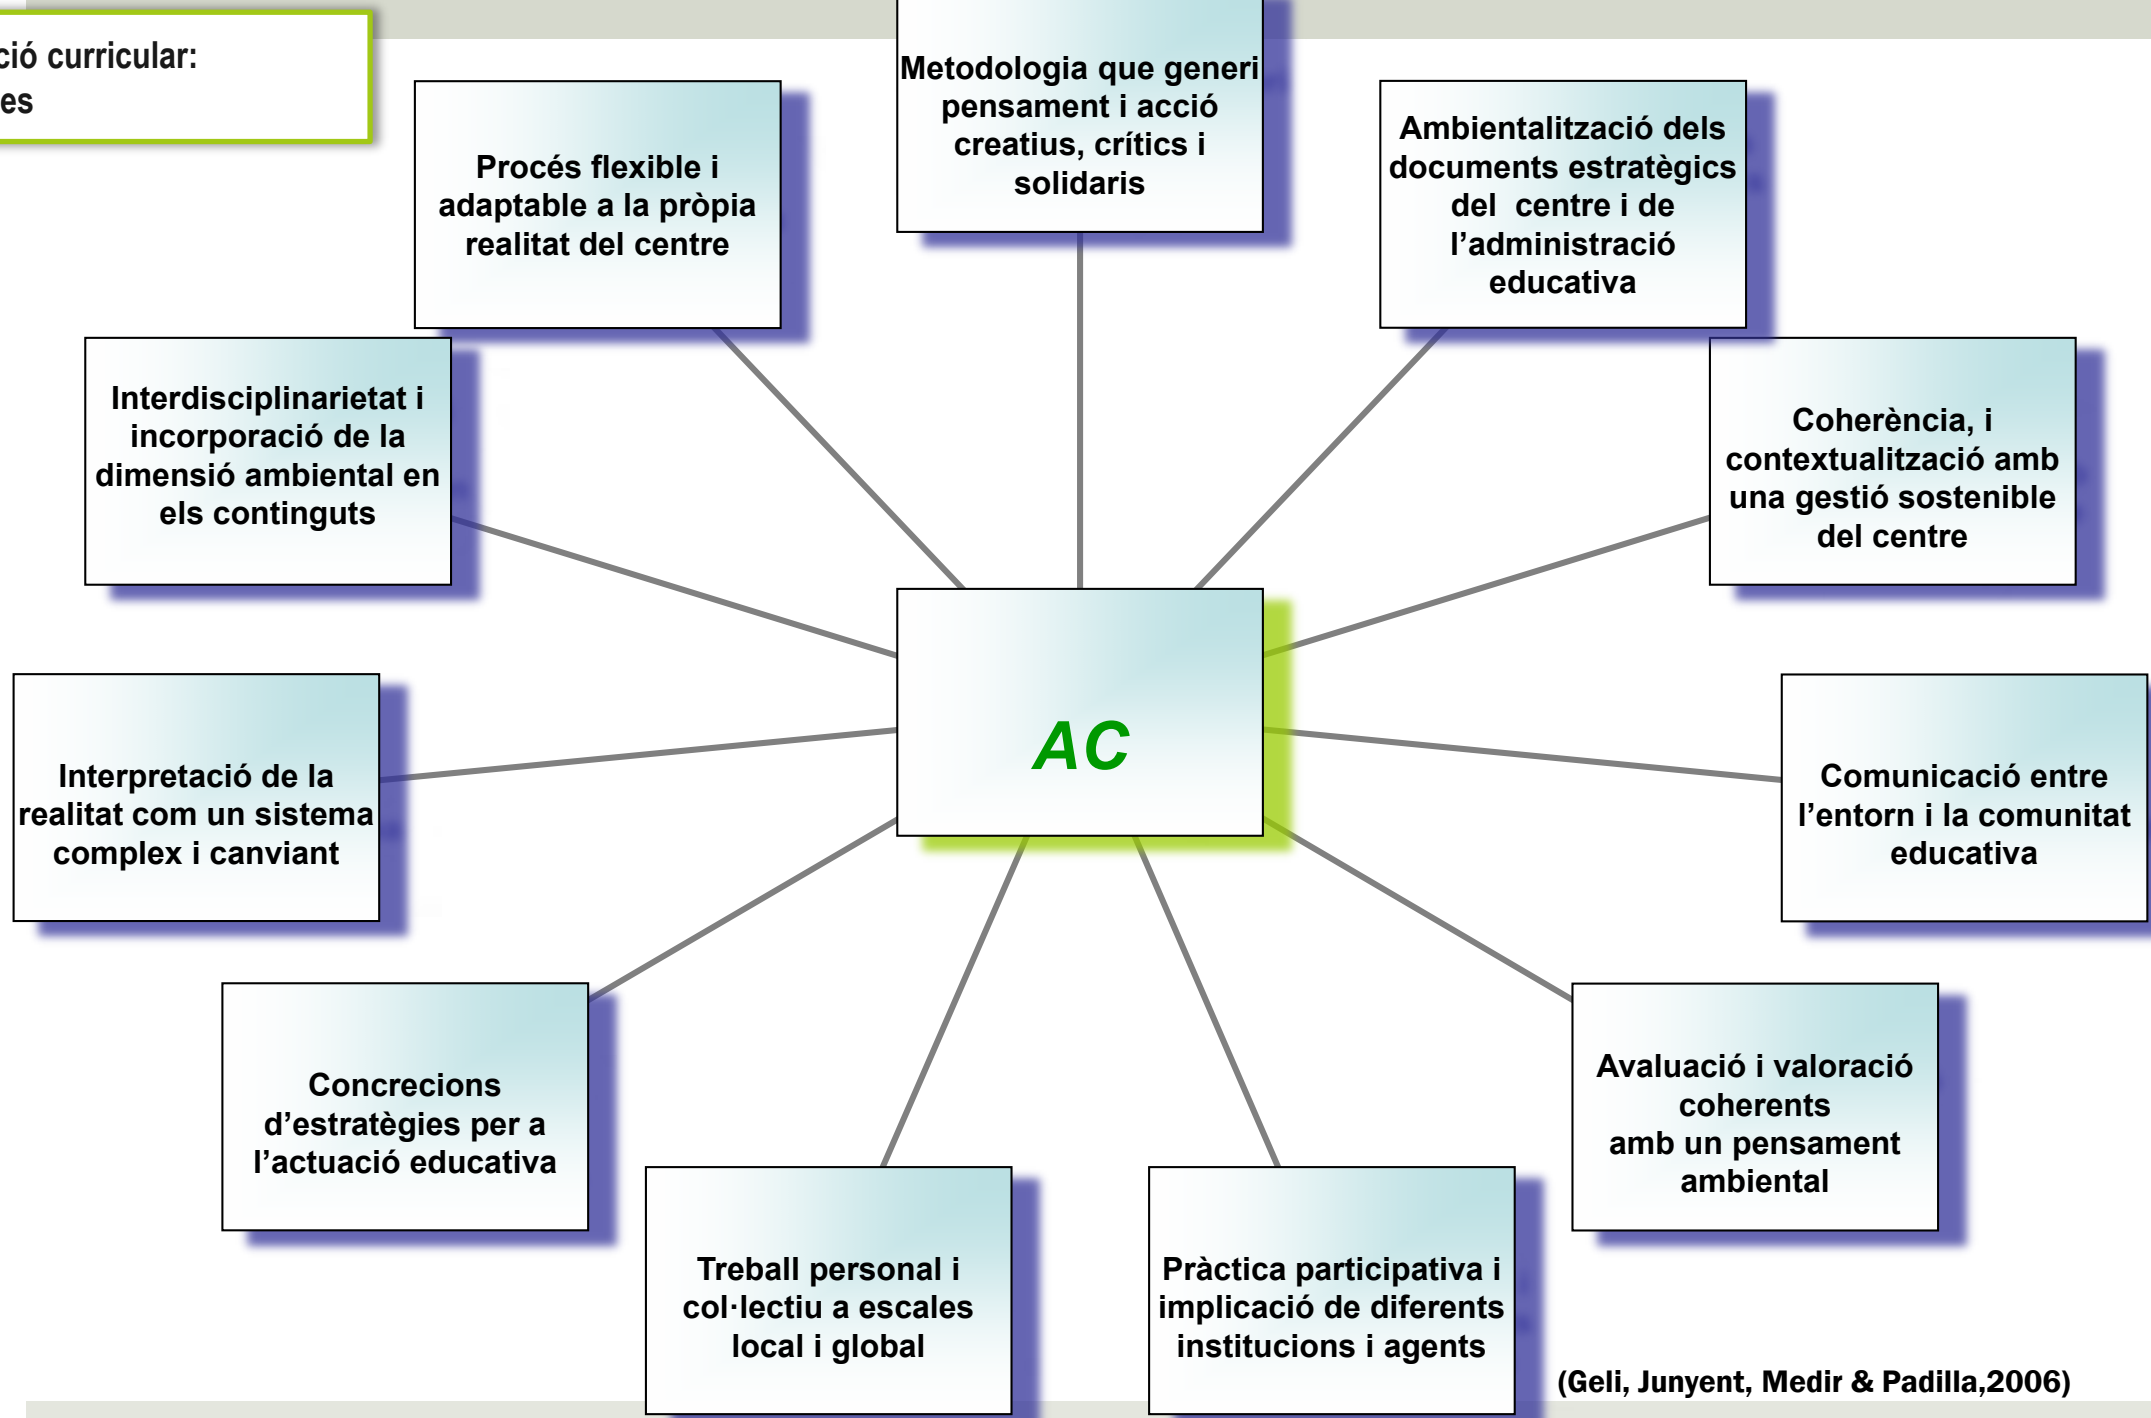 ció curricular:
es
Metodologia que generi
pensament i acció
creatius, crítics i
solidaris
Procés flexible i
adaptable a la pròpia
realitat del centre
Ambientalització dels
documents estratègics
del centre i de
l’administració
educativa
Interdisciplinarietat i
incorporació de la
dimensió ambiental en
els continguts
Coherència, i
contextualització amb
una gestió sostenible
del centre
AC
Interpretació de la
realitat com un sistema
complex i canviant
Comunicació entre
l’entorn i la comunitat
educativa
Concrecions
d’estratègies per a
l’actuació educativa
Avaluació i valoració
coherents
amb un pensament
ambiental
Treball personal i
col·lectiu a escales
local i global
Pràctica participativa i
implicació de diferents
institucions i agents
(Geli, Junyent, Medir & Padilla,2006)